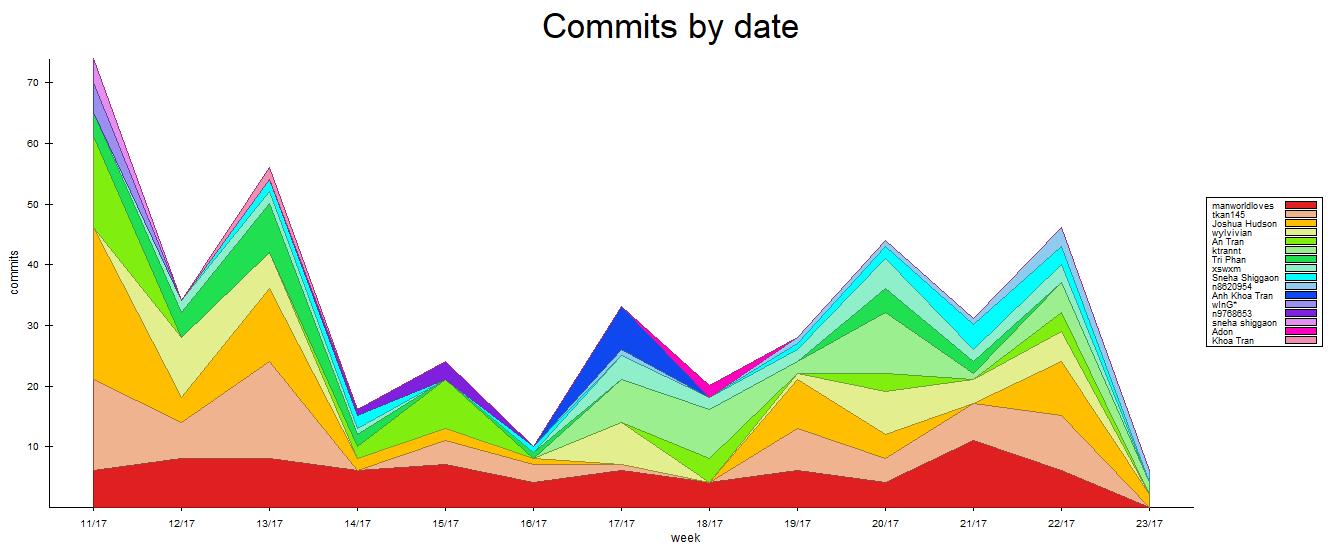 Commits by date
70
60
50
40
30
20
10
commits
11/17 12/17 13/17 14/17 15/17 16/17 17/17 18/17 19/17 20/17 21/17 22/17 23/17
week
manworldloves
tkan145
Joshua Hudson
wylvivian
An Tran
ktrannt
Tri Phan
xswxm
Sneha Shiggaon
n8620954
Anh Khoa Tran
wInG*
n9768653
sneha shiggaon
Adon
Khoa Tran